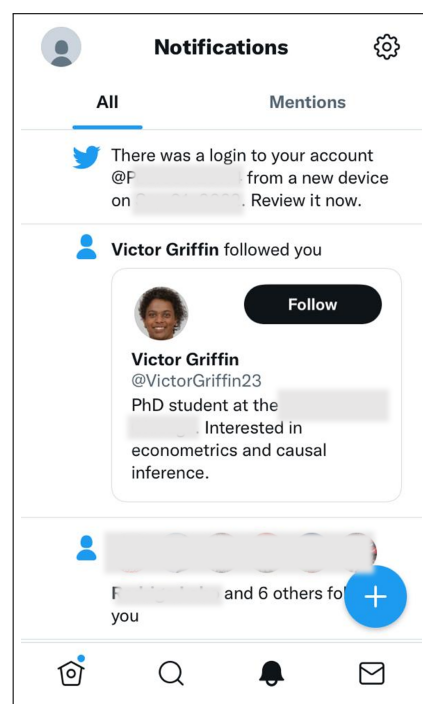 Notifications
All Mentions
There was a login to your account
@P from a new device
on . Review it now.
Victor Griffin followed you
Follow
Victor Griffin
@VictorGriffin23
PhD student at the
. Interested in
econometrics and causal
inference.
and 6 others fol
you